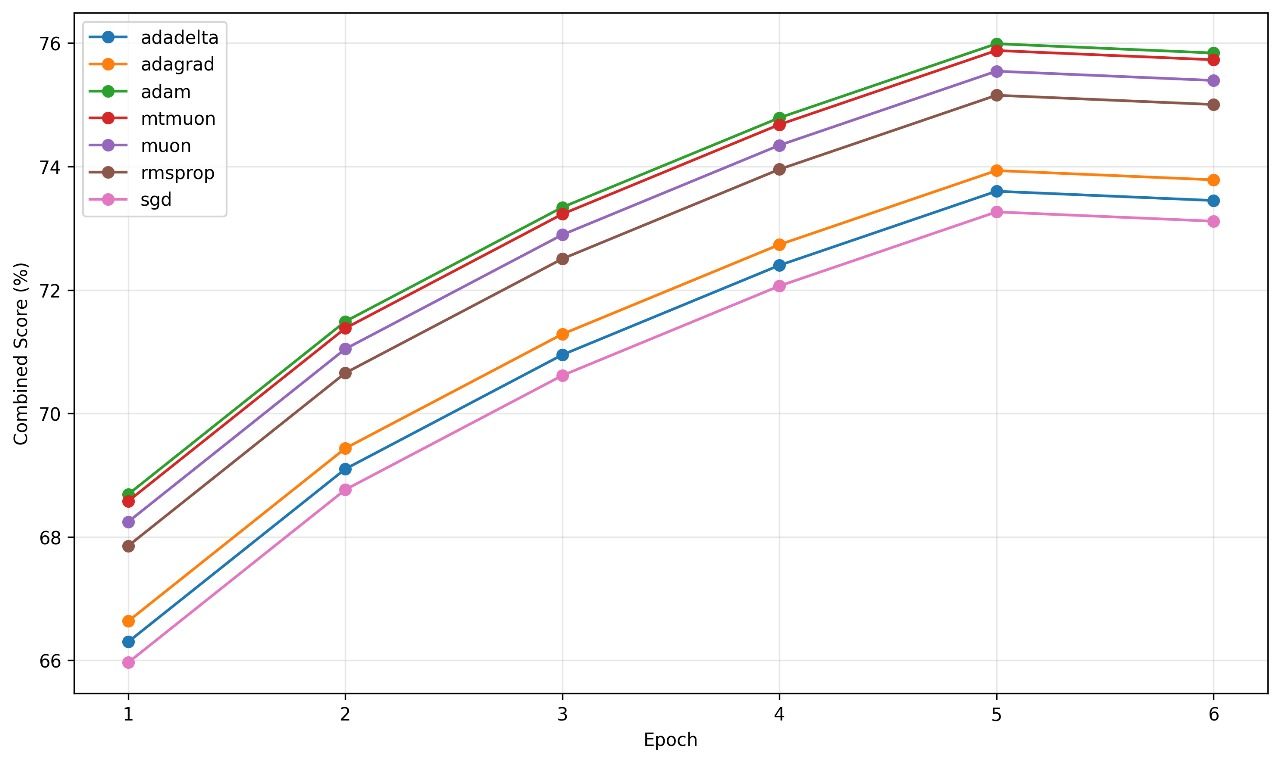 76
74
72
70
68
66
Combined Score (%)
adadelta
adagrad
adam
mtmuon
muon
rmsprop
sgd
1 2 3 4 5 6
Epoch